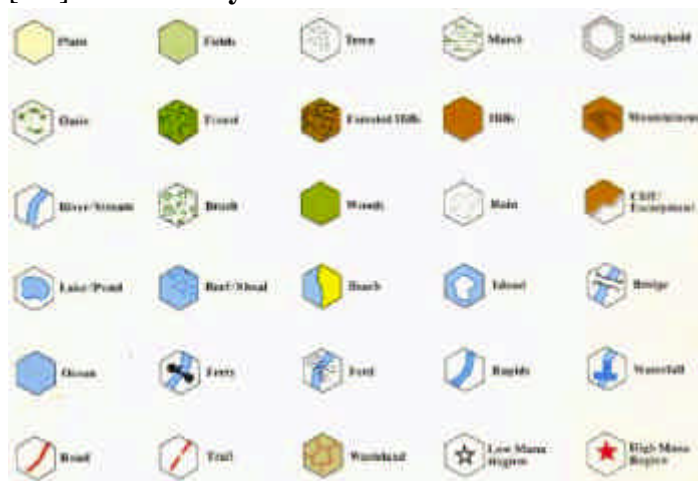 Plain
Fields
Town
Marsh
Stronghold
Oasis
Forest
Forested Hills
Hills
Mountainous
River/Stream
Brush
Woods
Ruin
Cliff/
Escarpment
Lake/Pond
Reef/Shoal
Beach
Island
Bridge
Ocean
Ferry
Ford
Rapids
Waterfall
Road
Trail
Wasteland
Low Mana
Region
High Mana
Region